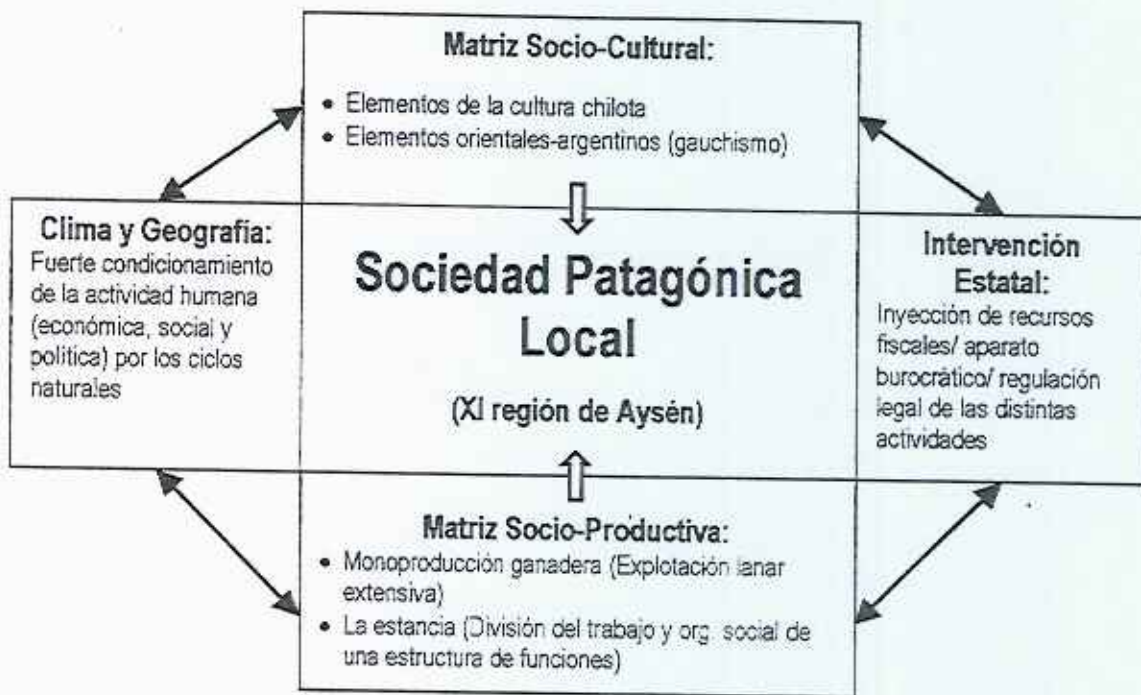 Matriz Socio-Cultural:
• Elementos de la cultura chilota
• Elementos orientales-argentinos (gauchismo)
Clima y Geografía:
Fuerte condicionamiento
de la actividad humana
(económica, social y
política) por los ciclos
naturales
Sociedad Patagónica
Local
(XI región de Aysén)
Intervención
Estatal:
Inyección de recursos
fiscales/ aparato
burocrático/ regulación
legal de las distintas
actividades
Matriz Socio-Productiva:
• Monoproducción ganadera (Explotación lanar
extensiva)
• La estancia (División del trabajo y org. social de
una estructura de funciones)